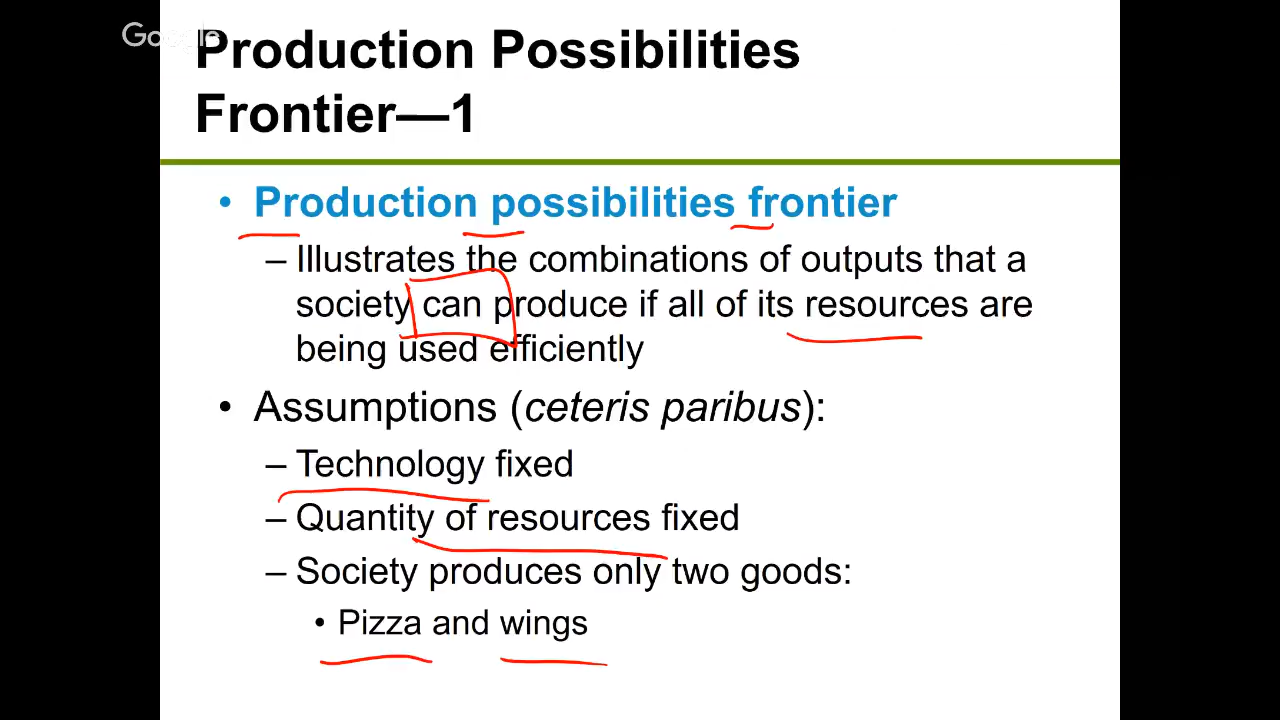 Google
Production Possibilities
Frontier—1
• Production possibilities frontier
– Illustrates the combinations of outputs that a
society can produce if all of its resources are
being used efficiently
• Assumptions (ceteris paribus):
– Technology fixed
– Quantity of resources fixed
– Society produces only two goods:
• Pizza and wings